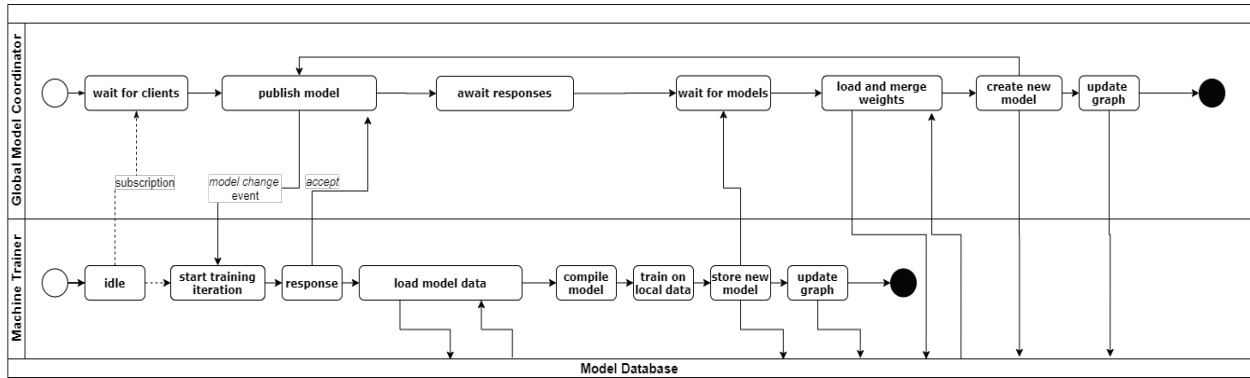 Global Model Coordinator
wait for clients
publish model
await responses
wait for models
load and merge
weights
create new
model
update
graph
subscription
model change
event
accept
Machine Trainer
idle
start training
iteration
response
load model data
compile
model
train on
local data
store new
model
update
graph
Model Database